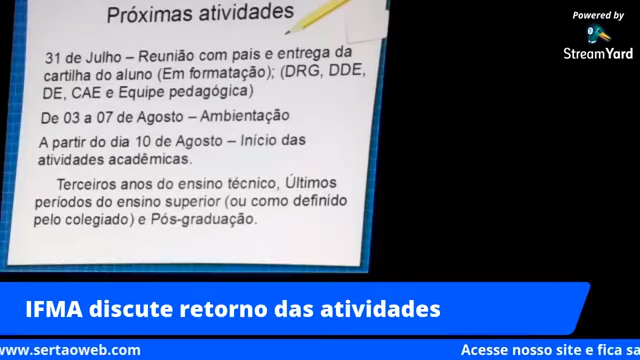 Próximas atividades
Powered by
StreamYard
31 de Julho – Reunião com pais e entrega da
cartilha do aluno (Em formatação); (DRG, DDE,
DE, CAE e Equipe pedagógica)
De 03 a 07 de Agosto – Ambientação
A partir do dia 10 de Agosto – Início das
atividades acadêmicas.
Terceiros anos do ensino técnico, Últimos
períodos do ensino superior (ou como definido
pelo colegiado) e Pós-graduação.
IFMA discute retorno das atividades
www.sertaoweb.com
Acesse nosso site e fica sa